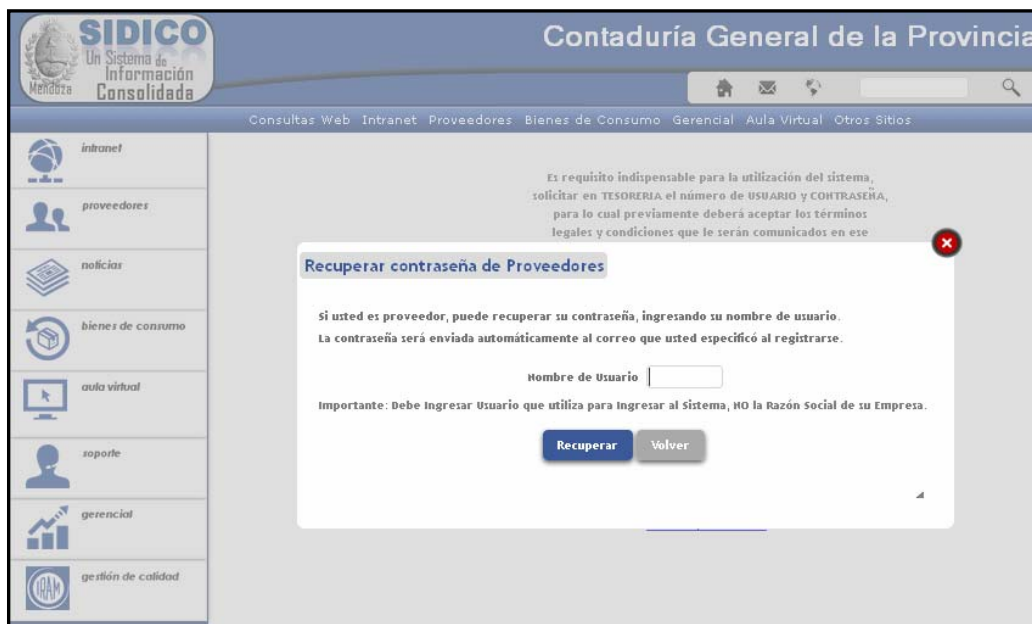 SIDICO
Un Sistema de
Información
Consolidada
Mendoza
Contaduría General de la Provincia
Consultas Web Intranet Proveedores Bienes de Consumo Gerencial Aula Virtual Otros Sitios
intranet
proveedores
noticias
bienes de consumo
aula virtual
soporte
gerencial
IRAM
gestión de calidad
Es requisito indispensable para la utilización del sistema,
solicitar en TESORERIA el número de USUARIO y CONTRASEÑA,
para lo cual previamente deberá aceptar los términos
legales y condiciones que le serán comunicados en ese
Recuperar contraseña de Proveedores
Si usted es proveedor, puede recuperar su contraseña, ingresando su nombre de usuario.
La contraseña será enviada automáticamente al correo que usted especificó al registrarse.
Nombre de Usuario
Importante: Debe Ingresar Usuario que utiliza para Ingresar al Sistema, NO la Razón Social de su Empresa.
Recuperar Volver